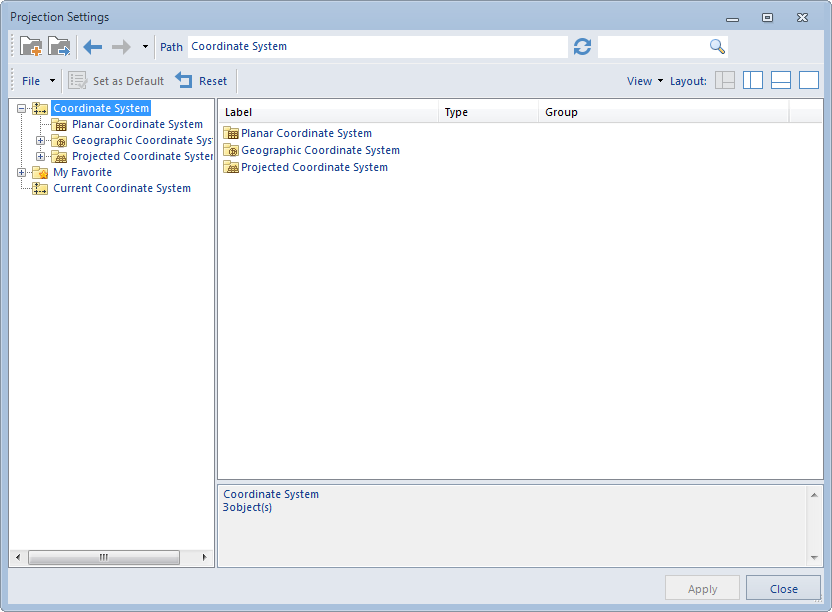 Projection Settings
Path Coordinate System
File Set as Default Reset View Layout:
Coordinate System
Planar Coordinate System
Geographic Coordinate Sys
Projected Coordinate System
My Favorite
Current Coordinate System
Label Type Group
Planar Coordinate System
Geographic Coordinate System
Projected Coordinate System
Coordinate System
3object(s)
Apply Close